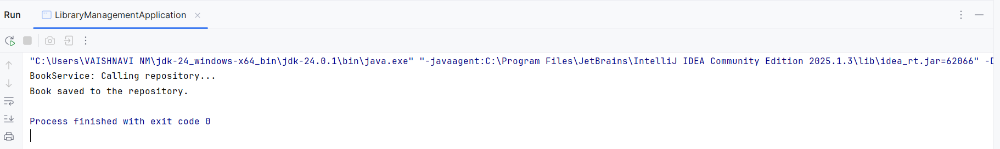 Run LibraryManagementApplication
"C:\Users\VAISHNAVI NM\jdk-24_windows-x64_bin\jdk-24.0.1\bin\java.exe" "-javaagent:C:\Program Files\JetBrains\IntelliJ IDEA Community Edition 2025.1.3\lib\idea_rt.jar=62066" -D
BookService: Calling repository...
Book saved to the repository.
Process finished with exit code 0